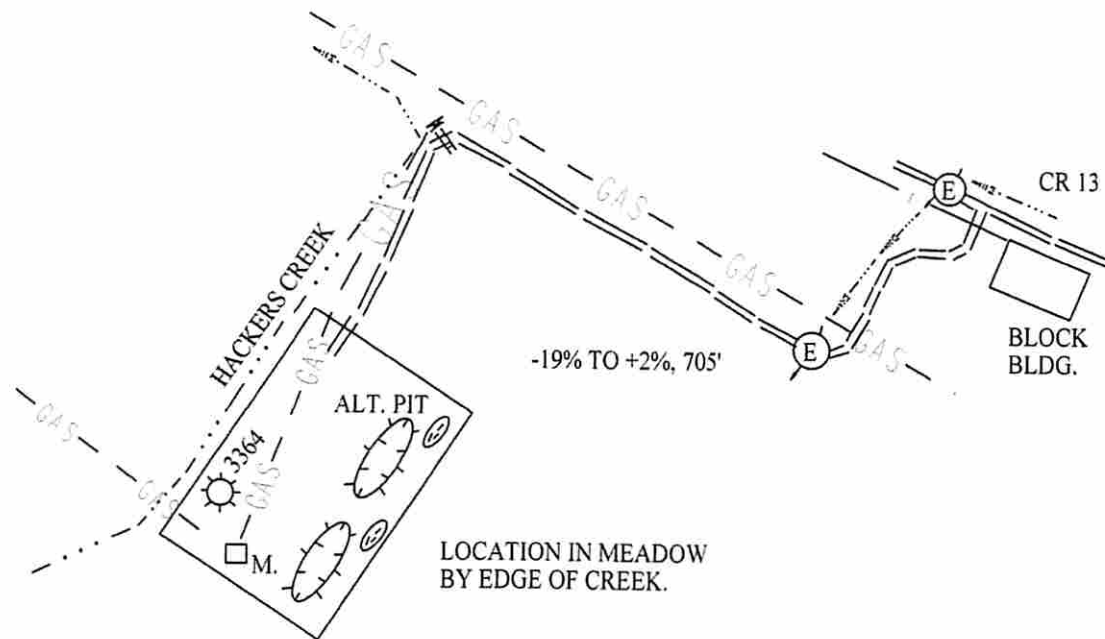 GAS
GAS
GAS
GAS
GAS
GAS
CR 13
E
E
HACKERS CREEK
BLOCK
BLDG.
-19% TO +2%, 705'
GAS
ALT. PIT
GAS
3364
GAS
GAS
M.
LOCATION IN MEADOW
BY EDGE OF CREEK.